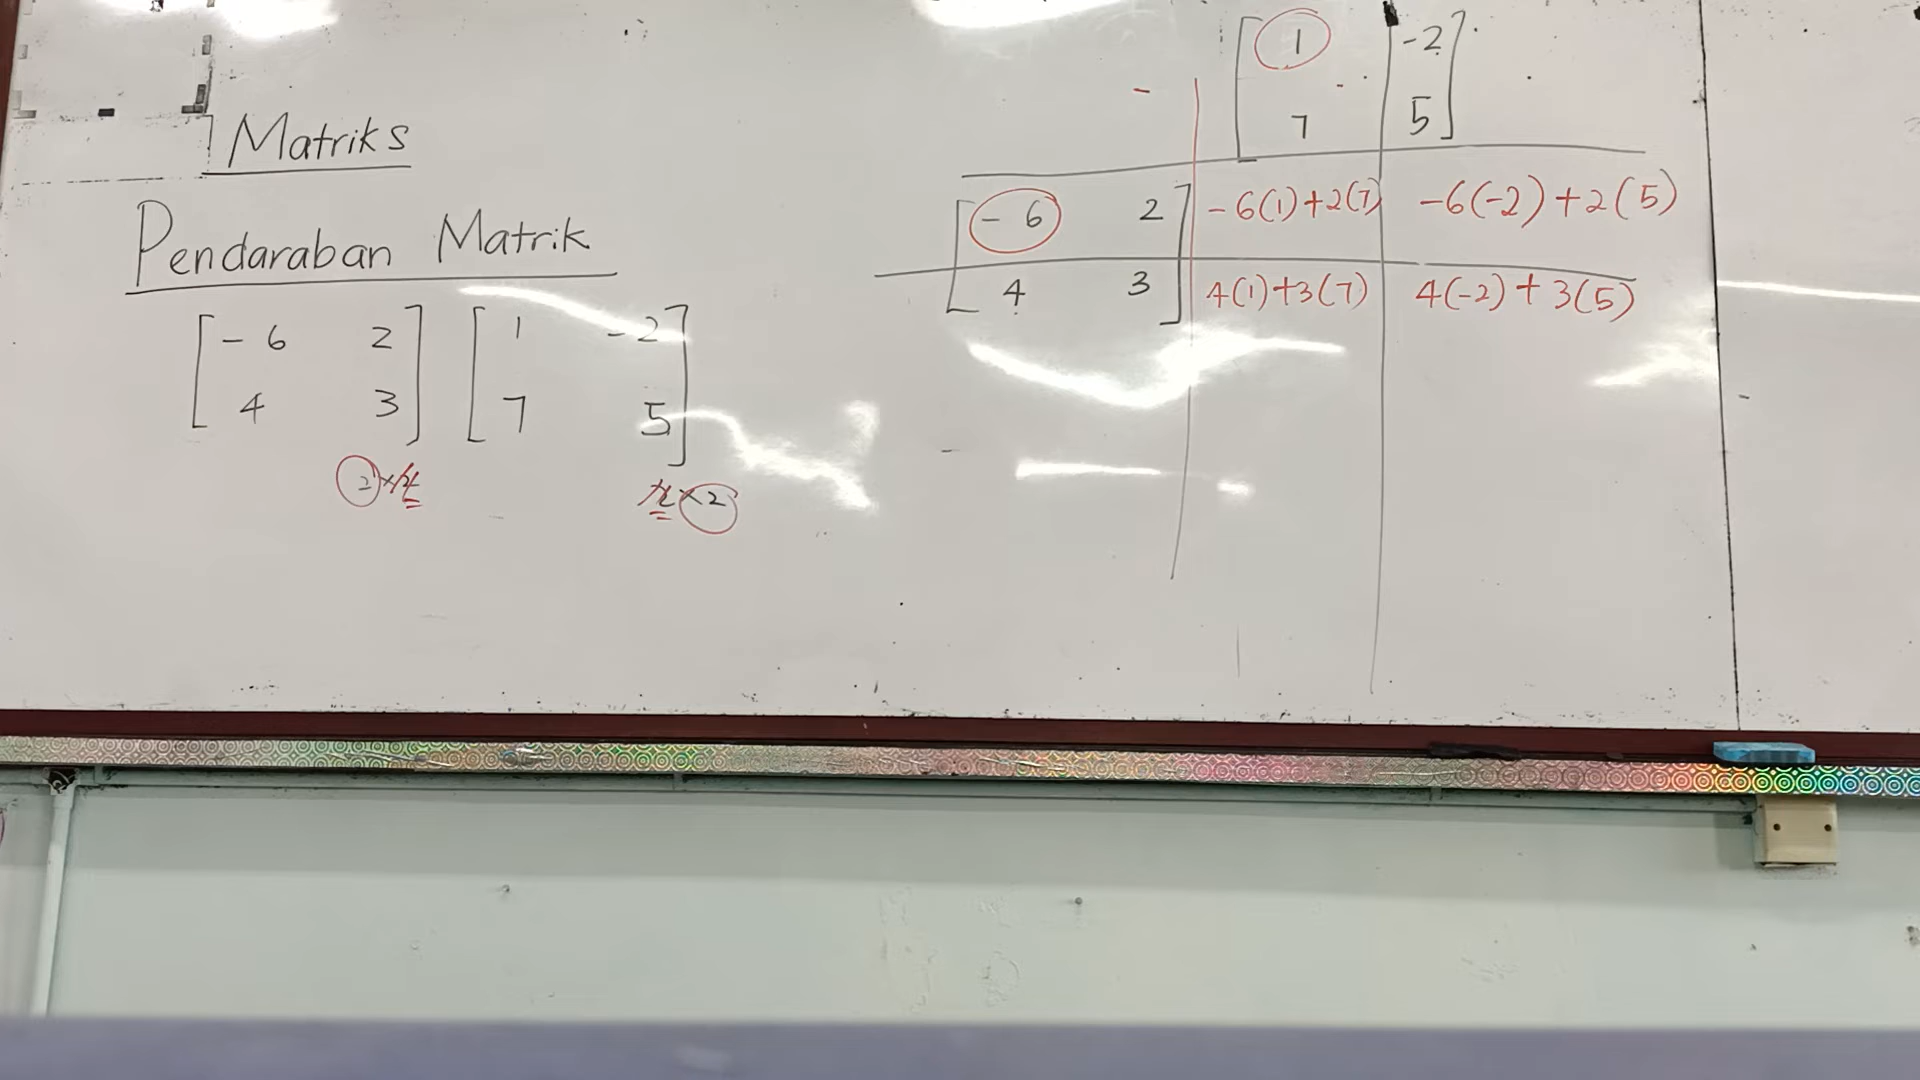 Matriks
Pendaraban Matrik
[-6 2] [1 -2]
[4 3] [7 5]
2×2 2×2
[1 -2]
[7 5]
[-6 2] -6(1)+2(7) -6(-2)+2(5)
[4 3] 4(1)+3(7) 4(-2)+3(5)